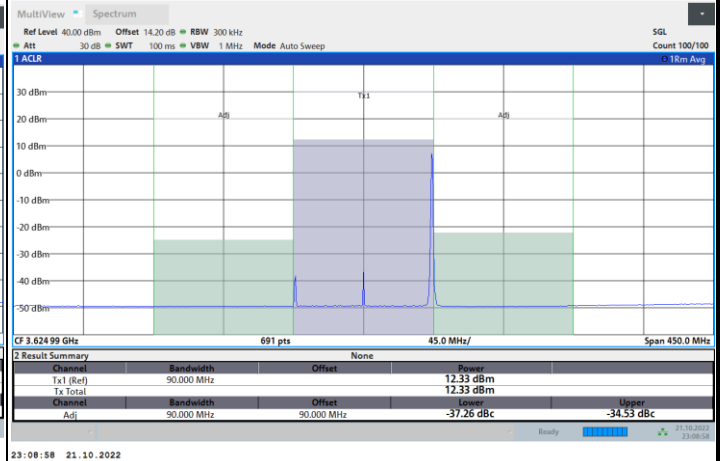 MultiView Spectrum
Ref Level 40.00 dBm Offset 14.20 dB RBW 300 kHz SGL
Att 30 dB SWT 100 ms VBW 1 MHz Mode Auto Sweep Count 100/100
1 ACLR 1Rm Avg
30 dBm
Tx1
20 dBm
Adj Adj
10 dBm
0 dBm
-10 dBm
-20 dBm
-30 dBm
-40 dBm
-50 dBm
CF 3.624 99 GHz 691 pts 45.0 MHz/ Span 450.0 MHz
2 Result Summary None
Channel Bandwidth Offset Power
Tx1 (Ref) 90.000 MHz 12.33 dBm
Tx Total 12.33 dBm
Channel Bandwidth Offset Lower Upper
Adj 90.000 MHz 90.000 MHz -37.26 dBc -34.53 dBc
Ready 21.10.2022
23:08:58
23:08:58 21.10.2022